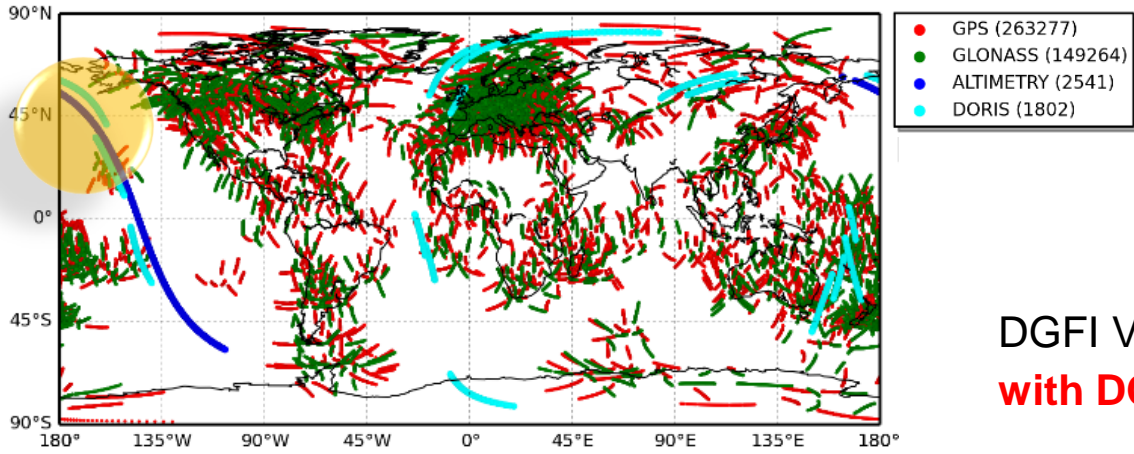 90°N
45°N
0°
45°S
90°S
180° 135°W 90°W 45°W 0° 45°E 90°E 135°E 180°
GPS (263277)
GLONASS (149264)
ALTIMETRY (2541)
DORIS (1802)
DGFI
with